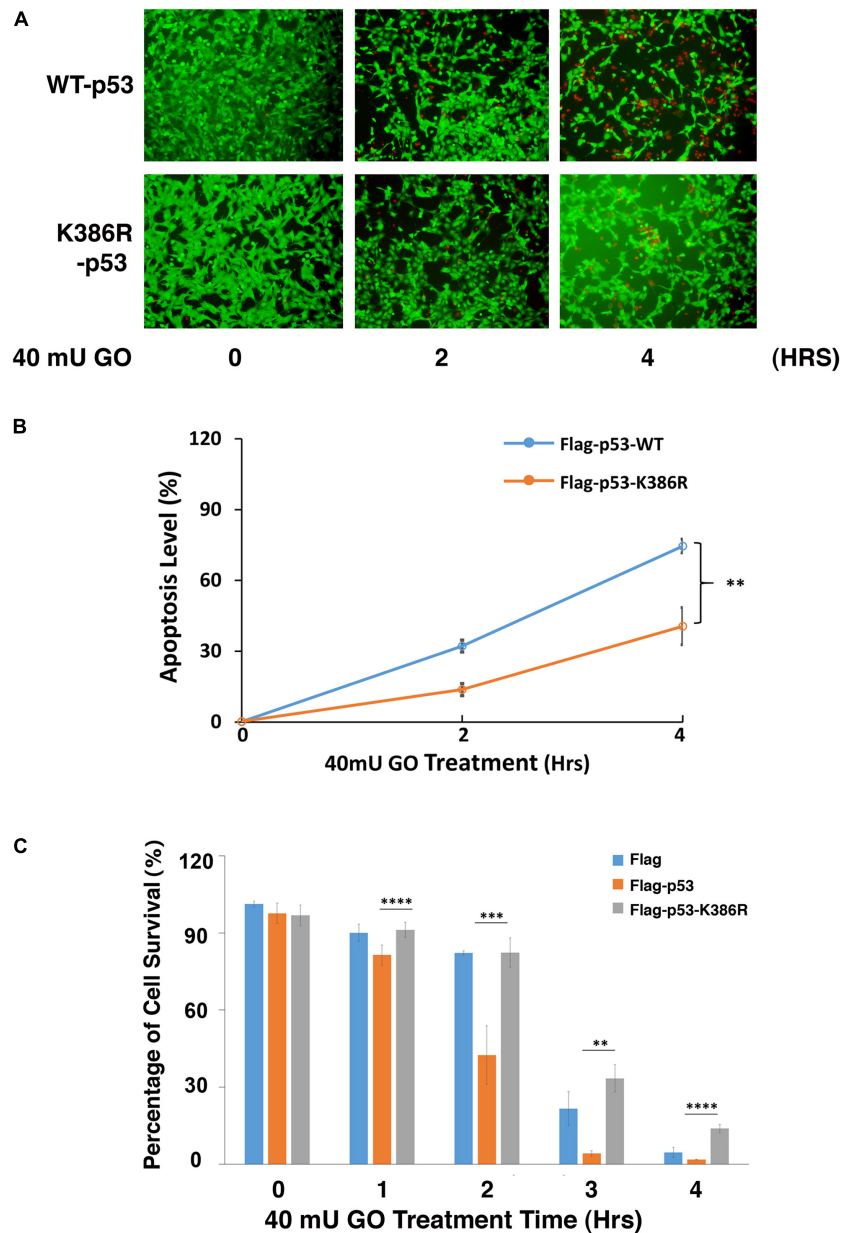 A
WT-p53
K386R
-p53
40 mU GO 0 2 4 (HRS)
B
120
90
60
30
0
Apoptosis Level (%)
Flag-p53-WT
Flag-p53-K386R
**
0 2 4
40mU GO Treatment (Hrs)
C
120
90
60
30
0
Percentage of Cell Survival (%)
Flag
Flag-p53
Flag-p53-K386R
****
***
**
****
0 1 2 3 4
40 mU GO Treatment Time (Hrs)